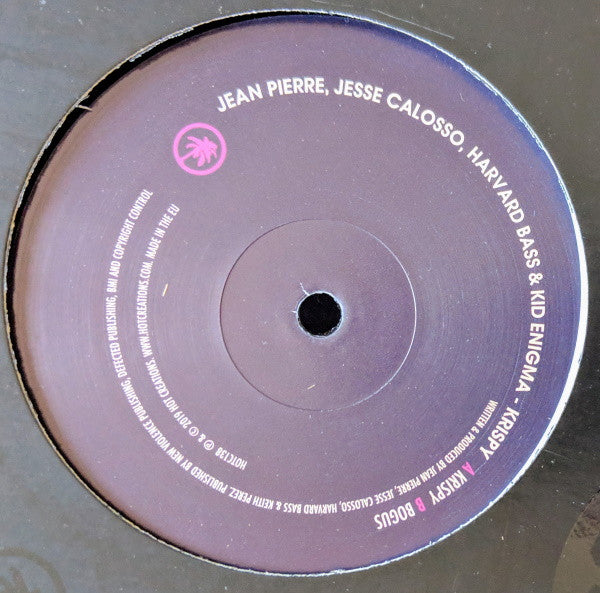 JEAN PIERRE, JESSE CALOSSO, HARVARD BASS & KID ENIGMA - KRISPY
A KRISPY B BOGUS
WRITTEN & PRODUCED BY JEAN PIERRE, JESSE CALOSSO, HARVARD BASS & KEITH PEREZ. PUBLISHED BY NEW VIOLENCE PUBLISHING, DEFECTED PUBLISHING, BMI AND COPYRIGHT CONTROL
HOTC138 ℗ & © 2019 HOT CREATIONS. WWW.HOTCREATIONS.COM. MADE IN THE EU